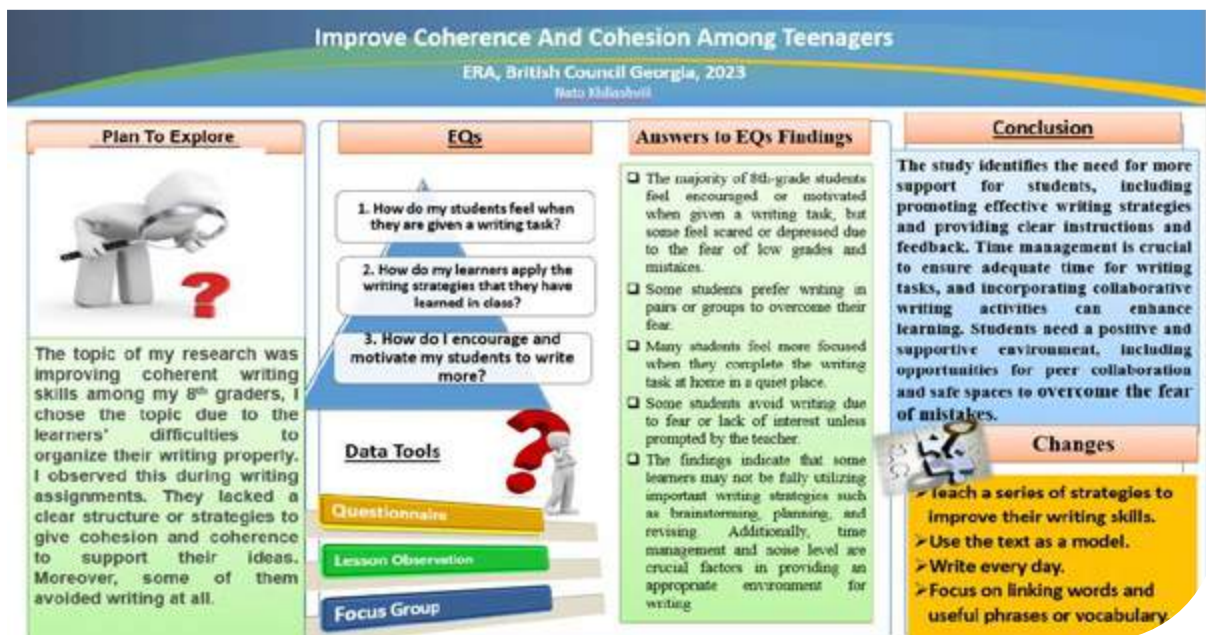 Improve Coherence And Cohesion Among Teenagers
ERA, British Council Georgia, 2023
Plan To Explore
The topic of my research was
improving coherent writing
skills among my 8th graders, I
chose the topic due to the
learners' difficulties to
organize their writing properly.
I observed this during writing
assignments. They lacked a
clear structure or strategies to
give cohesion and coherence
to support their ideas.
Moreover, some of them
avoided writing at all.
EQs
1. How do my students feel when
they are given a writing task?
2. How do my learners apply the
writing strategies that they have
learned in class?
3. How do I encourage and
motivate my students to write
more?
Data Tools
Questionnaire
Lesson Observation
Focus Group
Answers to EQs Findings
The majority of 8th-grade students
feel encouraged or motivated
when given a writing task, but
some feel scared or depressed due
to the fear of low grades and
mistakes.
Some students prefer writing in
pairs or groups to overcome their
fear.
Many students feel more focused
when they complete the writing
task at home in a quiet place.
Some students avoid writing due
to fear or lack of interest unless
prompted by the teacher.
The findings indicate that some
learners may not be fully utilizing
important writing strategies such
as brainstorming, planning, and
revising. Additionally, time
management and noise level are
crucial factors in providing an
appropriate environment for
writing
Conclusion
The study identifies the need for more
support for students, including
promoting effective writing strategies
and providing clear instructions and
feedback. Time management is crucial
to ensure adequate time for writing
tasks, and incorporating collaborative
writing activities can enhance
learning. Students need a positive and
supportive environment, including
opportunities for peer collaboration
and safe spaces to overcome the fear
of mistakes.
Changes
Teach a series of strategies to
improve their writing skills.
Use the text as a model.
Write every day.
Focus on linking words and
useful phrases or vocabulary